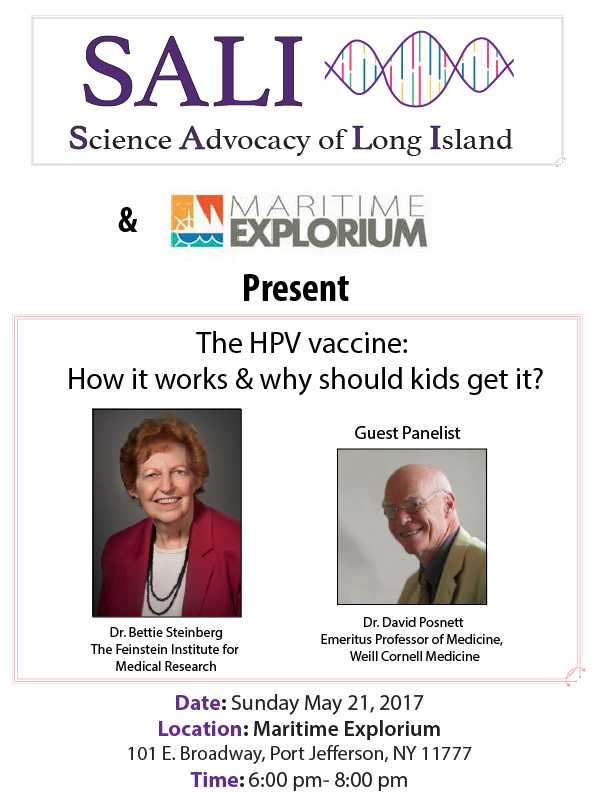 SALI
Science Advocacy of Long Island
&
MARITIME
EXPLORIUM
Present
The HPV vaccine:
How it works & why should kids get it?
Guest Panelist
Dr. Bettie Steinberg
The Feinstein Institute for
Medical Research
Dr. David Posnett
Emeritus Professor of Medicine,
Weill Cornell Medicine
Date: Sunday May 21, 2017
Location: Maritime Explorium
101 E. Broadway, Port Jefferson, NY 11777
Time: 6:00 pm- 8:00 pm